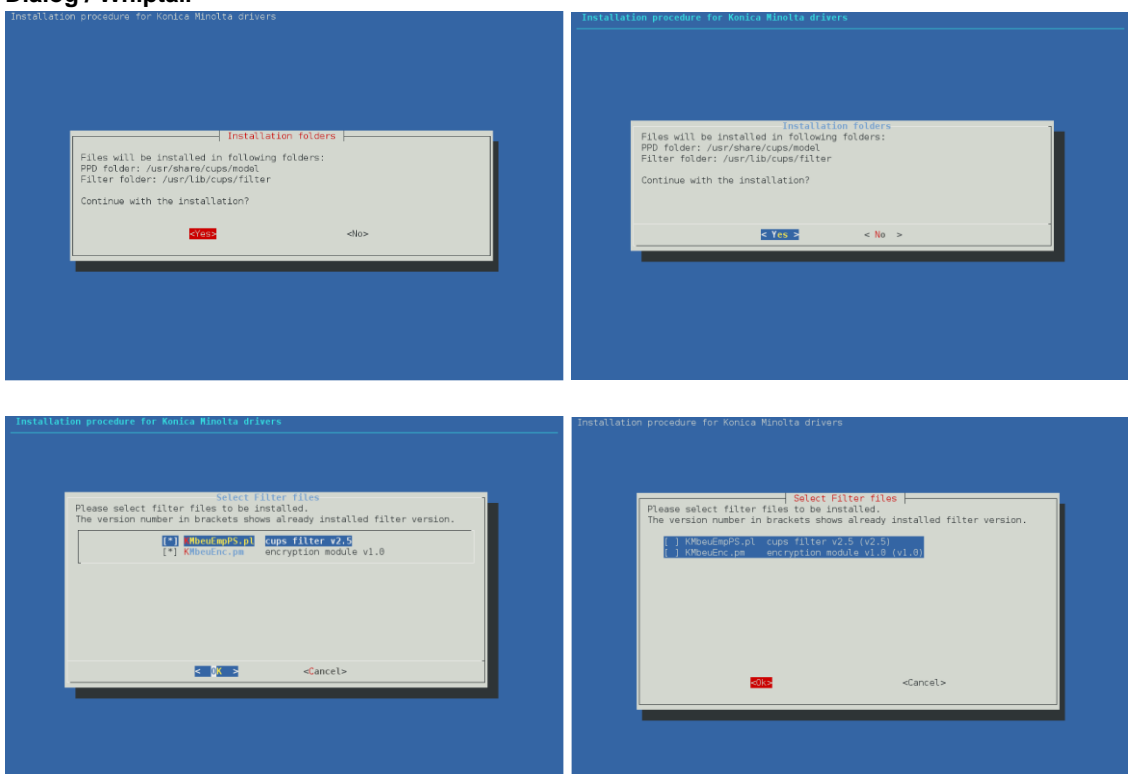 Dialog / Whiptail
Installation procedure for Konica Minolta drivers
Installation folders
Files will be installed in following folders:
PPD folder: /usr/share/cups/model
Filter folder: /usr/lib/cups/filter
Continue with the installation?
<Yes> <No>
Installation procedure for Konica Minolta drivers
Installation folders
Files will be installed in following folders:
PPD folder: /usr/share/cups/model
Filter folder: /usr/lib/cups/filter
Continue with the installation?
< Yes > < No >
Installation procedure for Konica Minolta drivers
Select Filter files
Please select filter files to be installed.
The version number in brackets shows already installed filter version.
[*] KMbeuEmpPS.pl cups filter v2.5
[*] KMbeuEnc.pm encryption module v1.0
< OK > <Cancel>
Installation procedure for Konica Minolta drivers
Select Filter files
Please select filter files to be installed.
The version number in brackets shows already installed filter version.
[ ] KMbeuEmpPS.pl cups filter v2.5 (v2.5)
[ ] KMbeuEnc.pm encryption module v1.0 (v1.0)
<Ok> <Cancel>